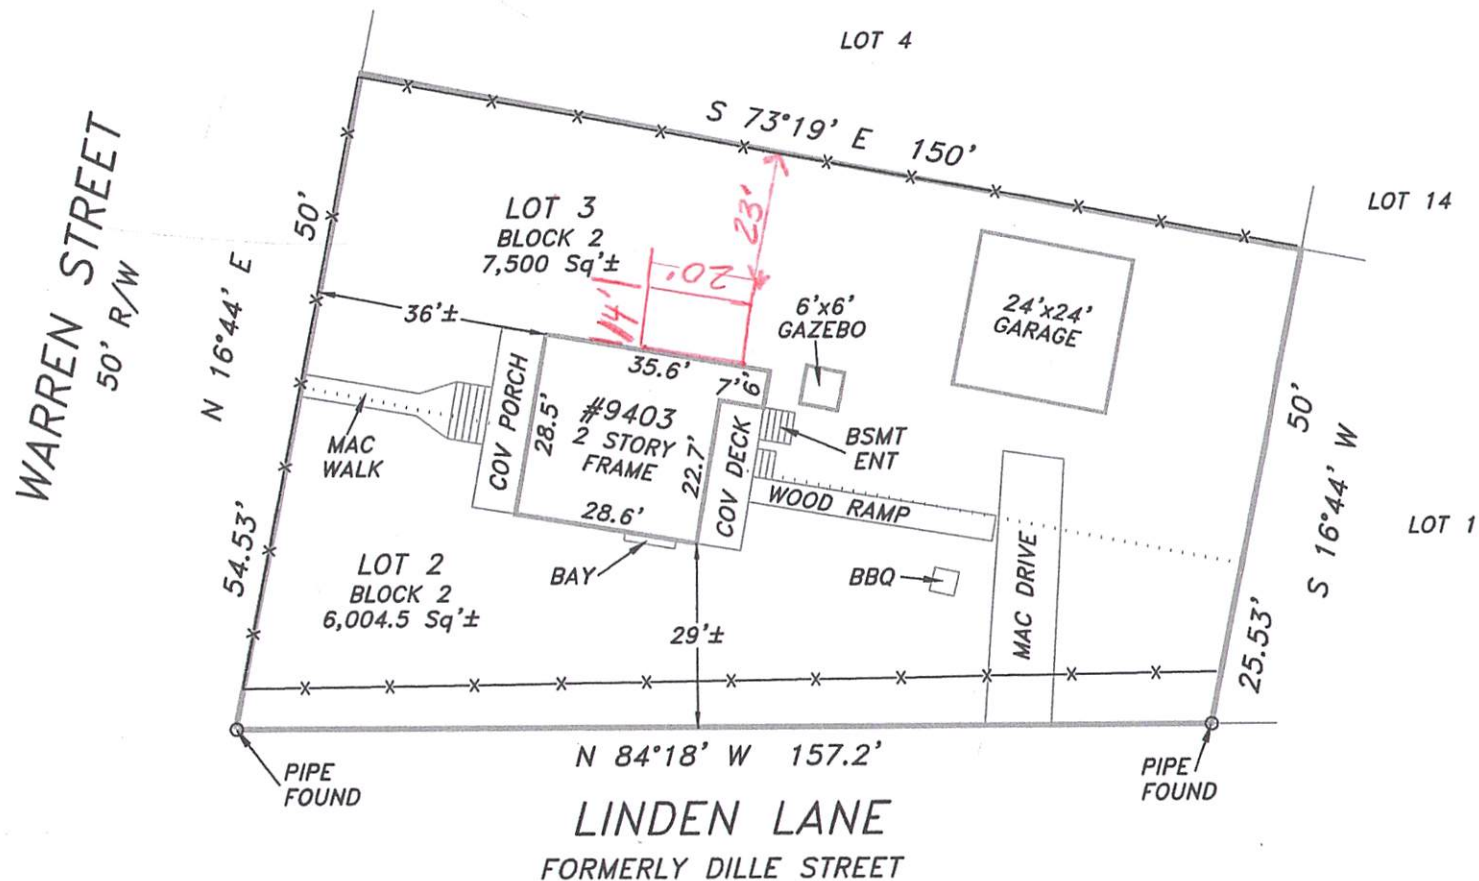 LOT 4
S 73°19' E 150'
LOT 14
WARREN STREET
50' R/W
50'
N 16°44' E
54.53'
LOT 3
BLOCK 2
7,500 Sq'±
23'
20'
14'
36'±
6'x6'
GAZEBO
24'x24'
GARAGE
35.6'
7'
6'
COV PORCH
28.5'
#9403
2 STORY
FRAME
22.7'
COV DECK
28.6'
MAC
WALK
BSMT
ENT
WOOD RAMP
50'
S 16°44' W
LOT 1
25.53'
LOT 2
BLOCK 2
6,004.5 Sq'±
BAY
29'±
BBQ
MAC DRIVE
N 84°18' W 157.2'
PIPE
FOUND
PIPE
FOUND
LINDEN LANE
FORMERLY DILLE STREET